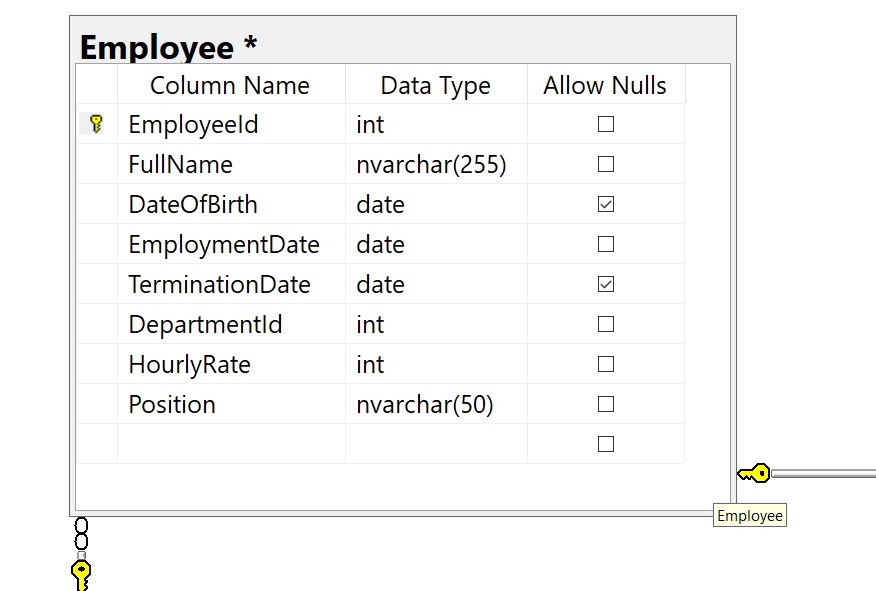 Employee *
Column Name Data Type Allow Nulls
EmployeeId int
FullName nvarchar(255)
DateOfBirth date
EmploymentDate date
TerminationDate date
DepartmentId int
HourlyRate int
Position nvarchar(50)
Employee